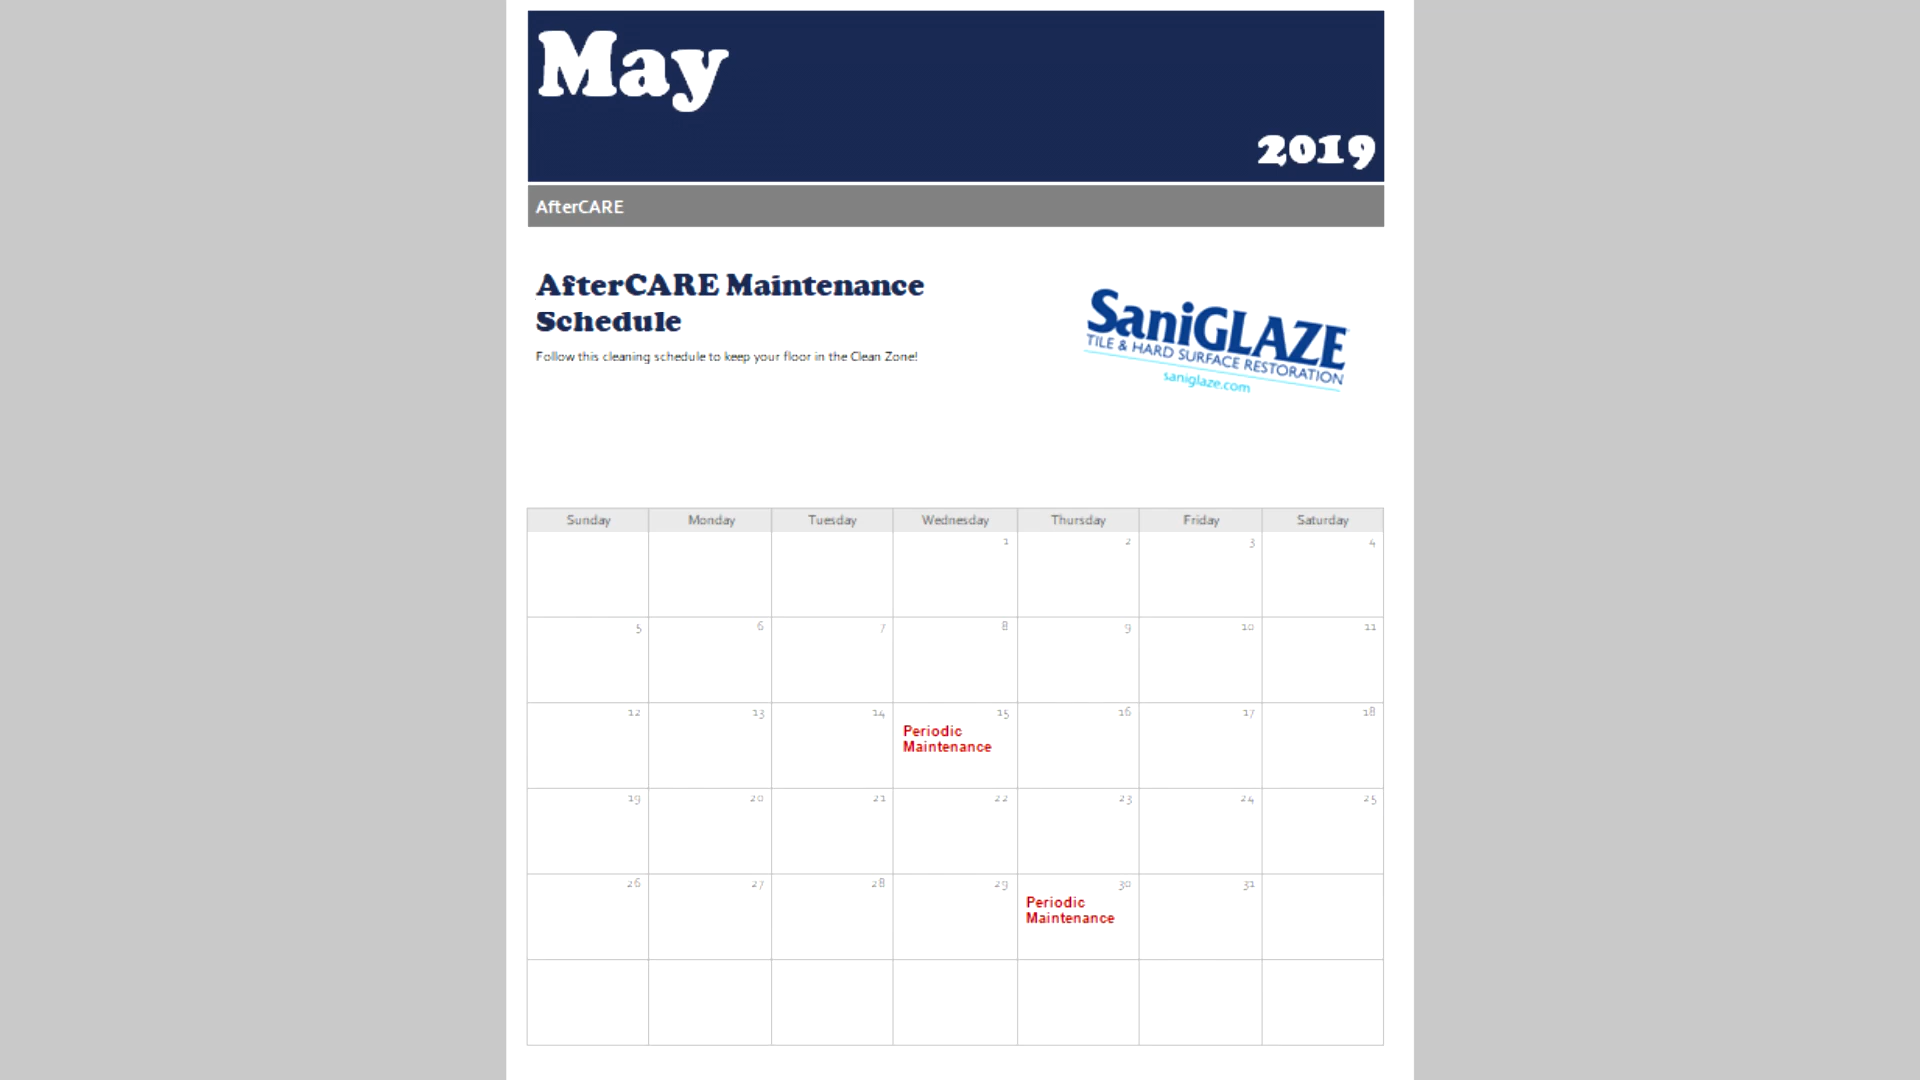 May
2019
AfterCARE
AfterCARE Maintenance
Schedule
Follow this cleaning schedule to keep your floor in the Clean Zone!
SaniGLAZE
TILE & HARD SURFACE RESTORATION
saniglaze.com
Sunday Monday Tuesday Wednesday Thursday Friday Saturday
1 2 3 4
5 6 7 8 9 10 11
12 13 14 15 16 17 18
Periodic
Maintenance
19 20 21 22 23 24 25
26 27 28 29 30 31
Periodic
Maintenance